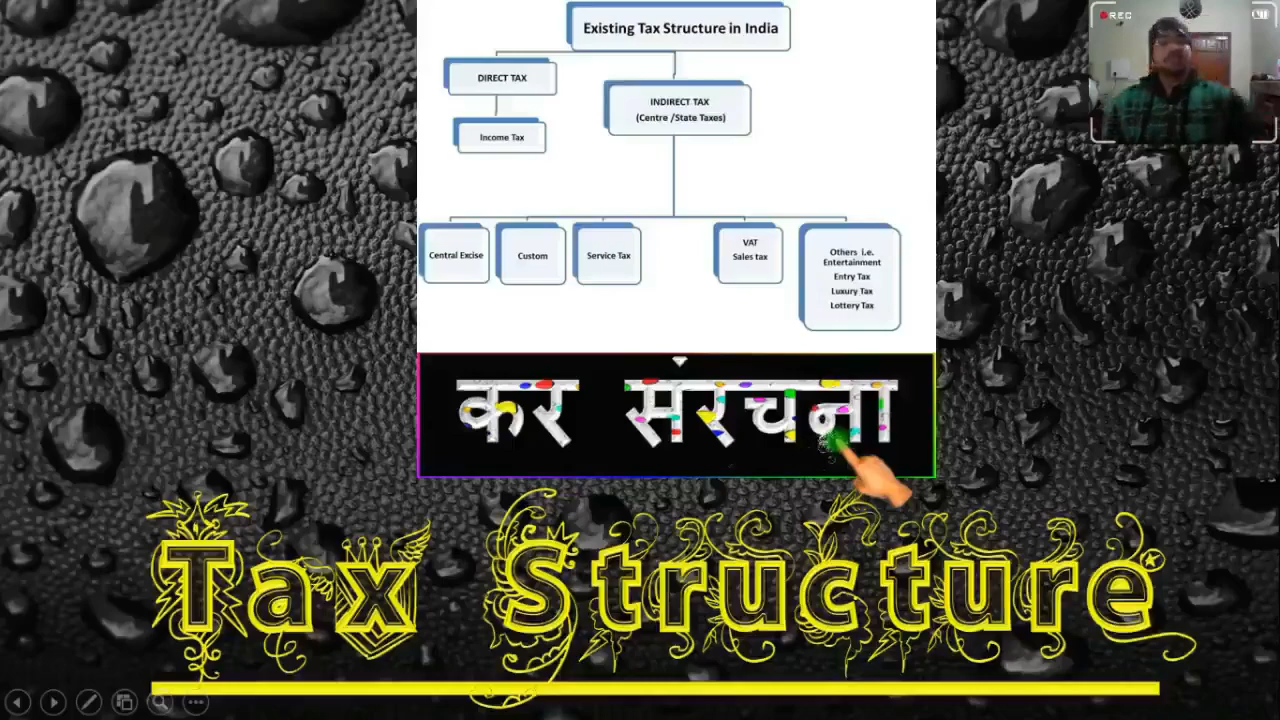 Existing Tax Structure in India
REC
DIRECT TAX
INDIRECT TAX
(Centre /State Taxes)
Income Tax
Central Excise
Custom
Service Tax
VAT
Sales tax
Others i.e.
Entertainment
Entry Tax
Luxury Tax
Lottery Tax
कर संरचना
Tax Structure